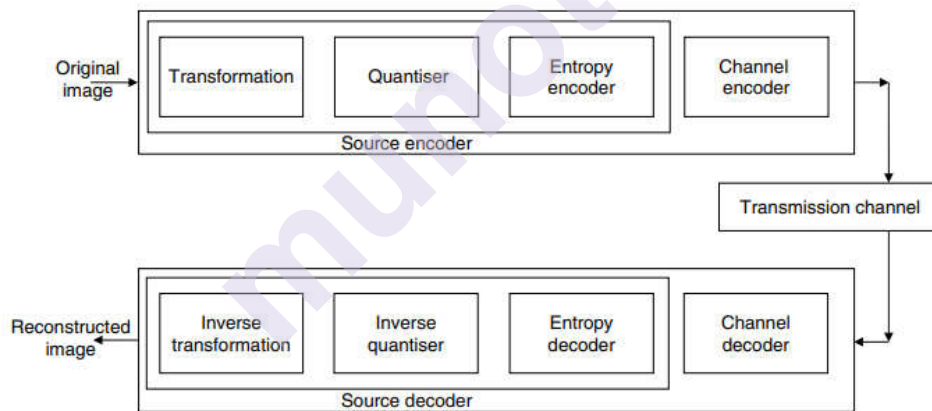 Original
image
Transformation
Quantiser
Entropy
encoder
Channel
encoder
Source encoder
Transmission channel
Reconstructed
image
Inverse
transformation
Inverse
quantiser
Entropy
decoder
Channel
decoder
Source decoder